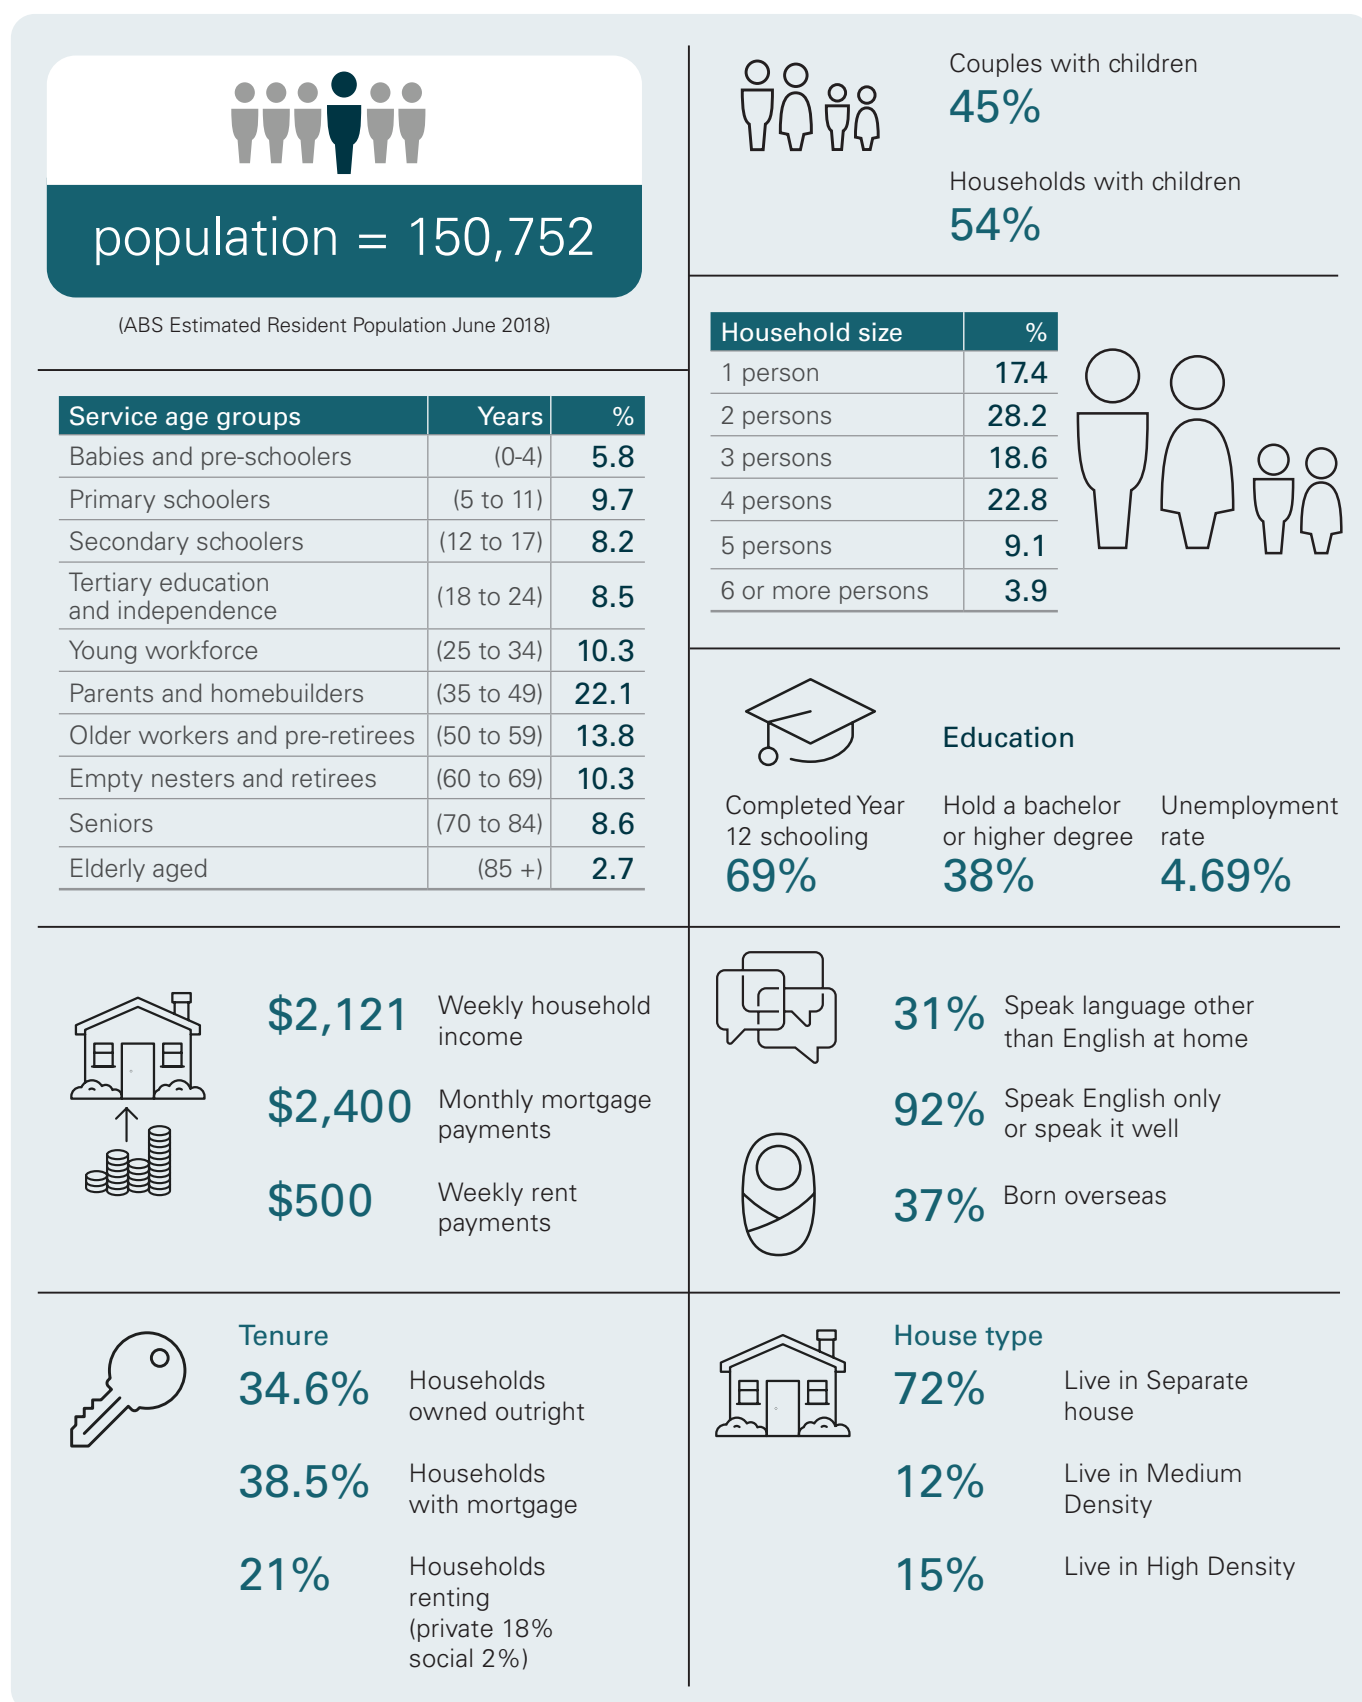 population = 150,752
(ABS Estimated Resident Population June 2018)
Service age groups Years %
Babies and pre-schoolers (0-4) 5.8
Primary schoolers (5 to 11) 9.7
Secondary schoolers (12 to 17) 8.2
Tertiary education
and independence (18 to 24) 8.5
Young workforce (25 to 34) 10.3
Parents and homebuilders (35 to 49) 22.1
Older workers and pre-retirees (50 to 59) 13.8
Empty nesters and retirees (60 to 69) 10.3
Seniors (70 to 84) 8.6
Elderly aged (85 +) 2.7
Couples with children
45%
Households with children
54%
Household size %
1 person 17.4
2 persons 28.2
3 persons 18.6
4 persons 22.8
5 persons 9.1
6 or more persons 3.9
Education
Completed Year
12 schooling
69%
Hold a bachelor
or higher degree
38%
Unemployment
rate
4.69%
$2,121 Weekly household
income
$2,400 Monthly mortgage
payments
$500 Weekly rent
payments
31% Speak language other
than English at home
92% Speak English only
or speak it well
37% Born overseas
Tenure
34.6% Households
owned outright
38.5% Households
with mortgage
21% Households
renting
(private 18%
social 2%)
House type
72% Live in Separate
house
12% Live in Medium
Density
15% Live in High Density